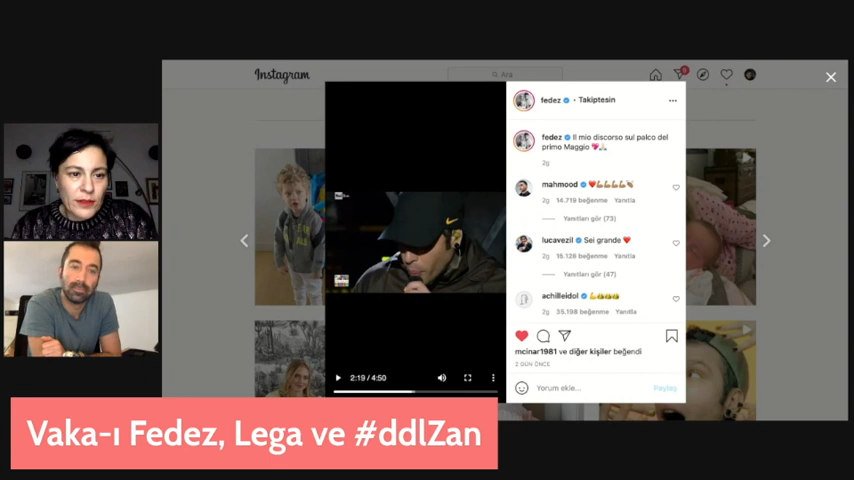 Instagram
Ara
6
fedez • Takiptesin
fedez Il mio discorso sul palco del
primo Maggio 💖🙏🏻
2g
mahmood ❤️💪🏼💪🏼💪🏼💪🏼👏🏼
2g 14.719 beğenme Yanıtla
Yanıtları gör (73)
lucavezil Sei grande ❤️
2g 16.128 beğenme Yanıtla
Yanıtları gör (47)
achilleidol 💪👏👏👏
2g 35.198 beğenme Yanıtla
mcinar1981 ve diğer kişiler beğendi
2 GÜN ÖNCE
Yorum ekle...
Paylaş
2:19 / 4:50
Vaka-ı Fedez, Lega ve #ddlZan